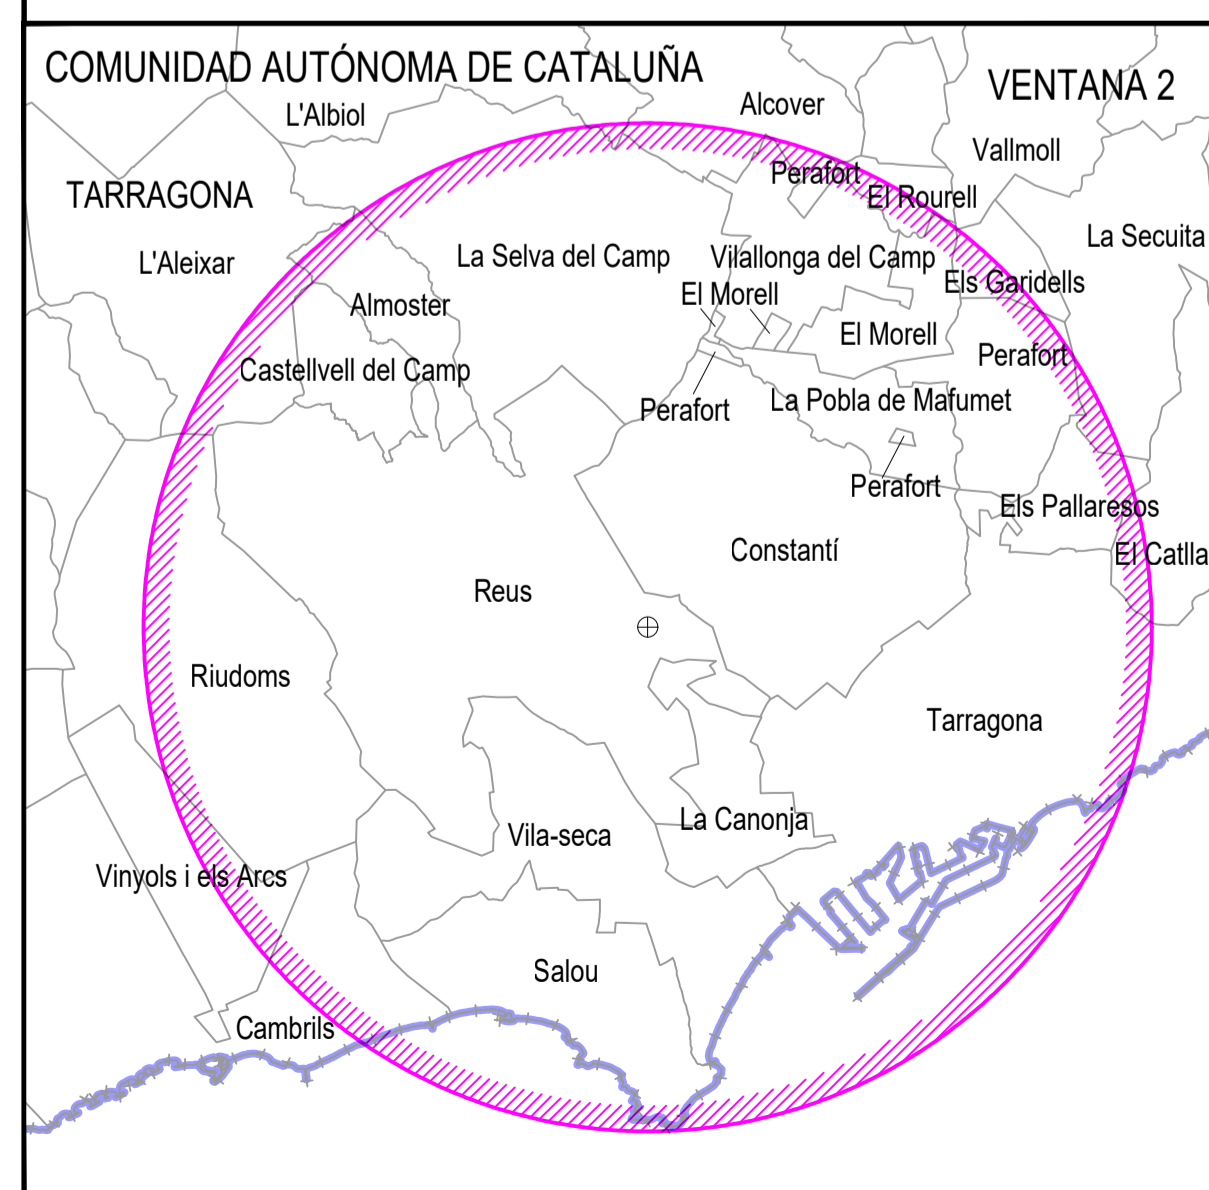 COMUNIDAD AUTÓNOMA DE CATALUÑA
VENTANA 2
L'Albiol
Alcover
Vallmoll
Perafort
TARRAGONA
El Rourell
La Secuita
L'Aleixar
La Selva del Camp
Vilallonga del Camp
Els Garidells
El Morell
Almoster
El Morell
Perafort
Castellvell del Camp
Perafort
La Pobla de Mafumet
Perafort
Els Pallaresos
Constantí
El Catlla
Reus
Riudoms
Tarragona
La Canonja
Vila-seca
Vinyols i els Arcs
Salou
Cambrils